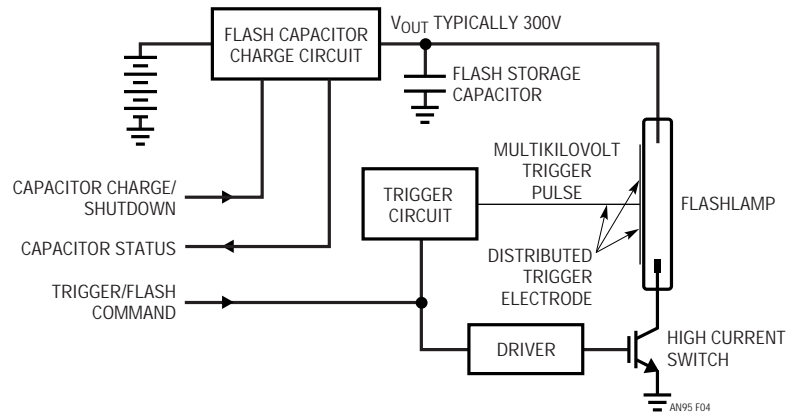 FLASH CAPACITOR
CHARGE CIRCUIT
VOUT TYPICALLY 300V
FLASH STORAGE
CAPACITOR
MULTIKILOVOLT
TRIGGER
PULSE
CAPACITOR CHARGE/
SHUTDOWN
TRIGGER
CIRCUIT
FLASHLAMP
CAPACITOR STATUS
DISTRIBUTED
TRIGGER
ELECTRODE
TRIGGER/FLASH
COMMAND
DRIVER
HIGH CURRENT
SWITCH
AN95 F04